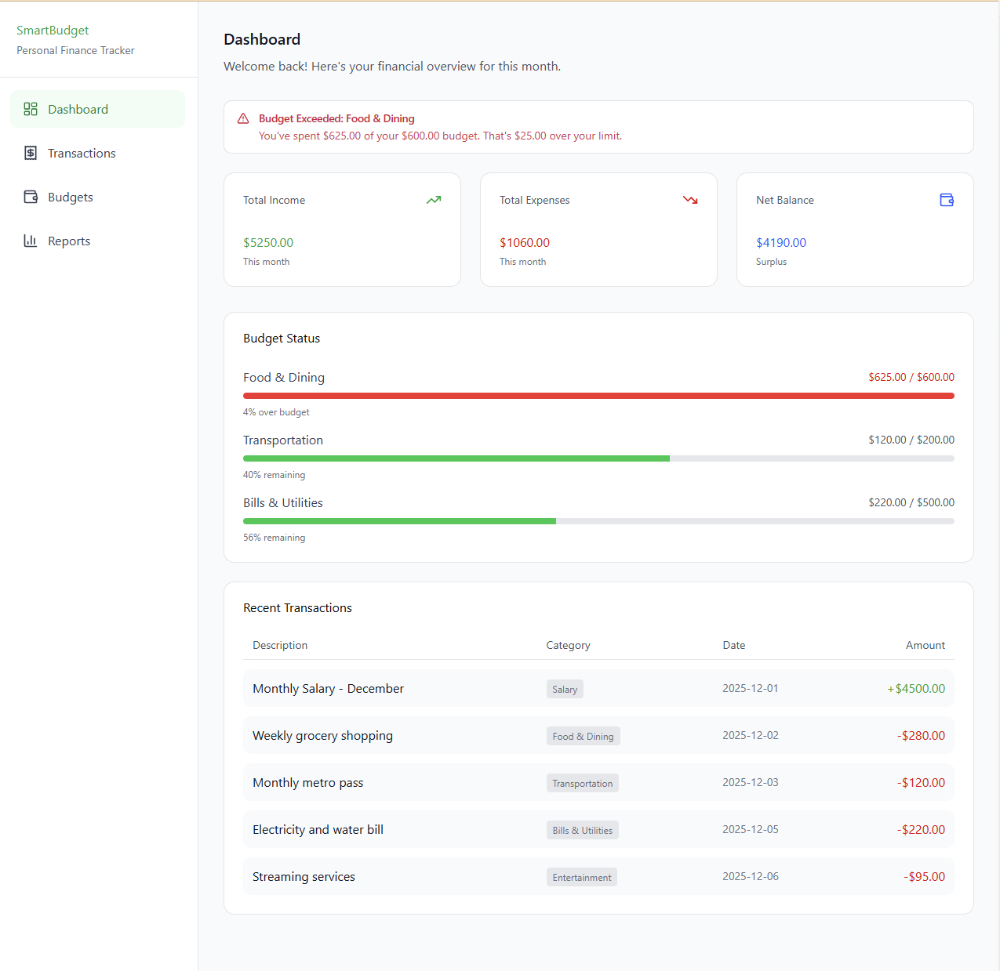 SmartBudget
Personal Finance Tracker
Dashboard
Transactions
Budgets
Reports
Dashboard
Welcome back! Here's your financial overview for this month.
Budget Exceeded: Food & Dining
You've spent $625.00 of your $600.00 budget. That's $25.00 over your limit.
Total Income
$5250.00
This month
Total Expenses
$1060.00
This month
Net Balance
$4190.00
Surplus
Budget Status
Food & Dining $625.00 / $600.00
4% over budget
Transportation $120.00 / $200.00
40% remaining
Bills & Utilities $220.00 / $500.00
56% remaining
Recent Transactions
Description Category Date Amount
Monthly Salary - December Salary 2025-12-01 +$4500.00
Weekly grocery shopping Food & Dining 2025-12-02 -$280.00
Monthly metro pass Transportation 2025-12-03 -$120.00
Electricity and water bill Bills & Utilities 2025-12-05 -$220.00
Streaming services Entertainment 2025-12-06 -$95.00